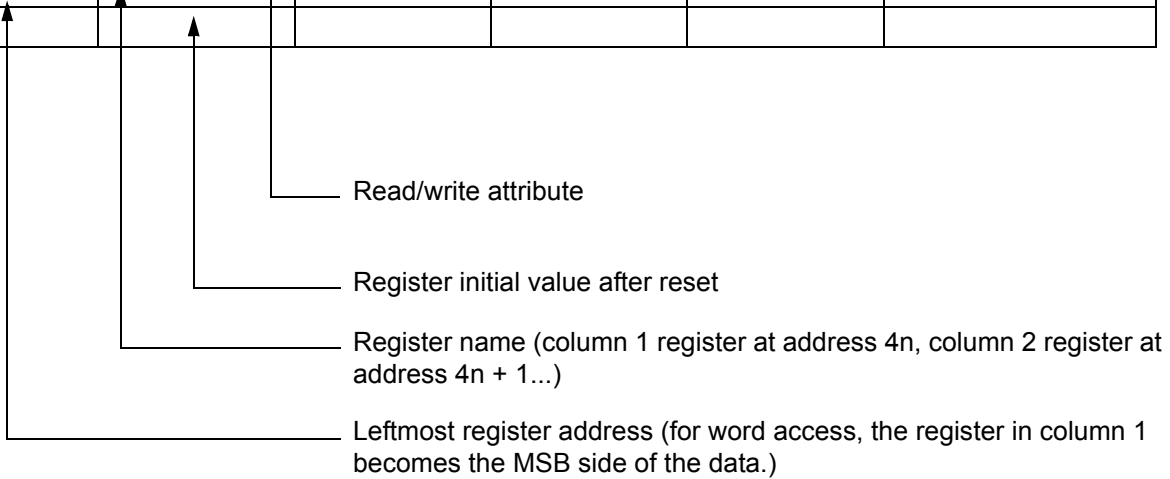 Read/write attribute
Register initial value after reset
Register name (column 1 register at address 4n, column 2 register at
address 4n + 1...)
Leftmost register address (for word access, the register in column 1
becomes the MSB side of the data.)